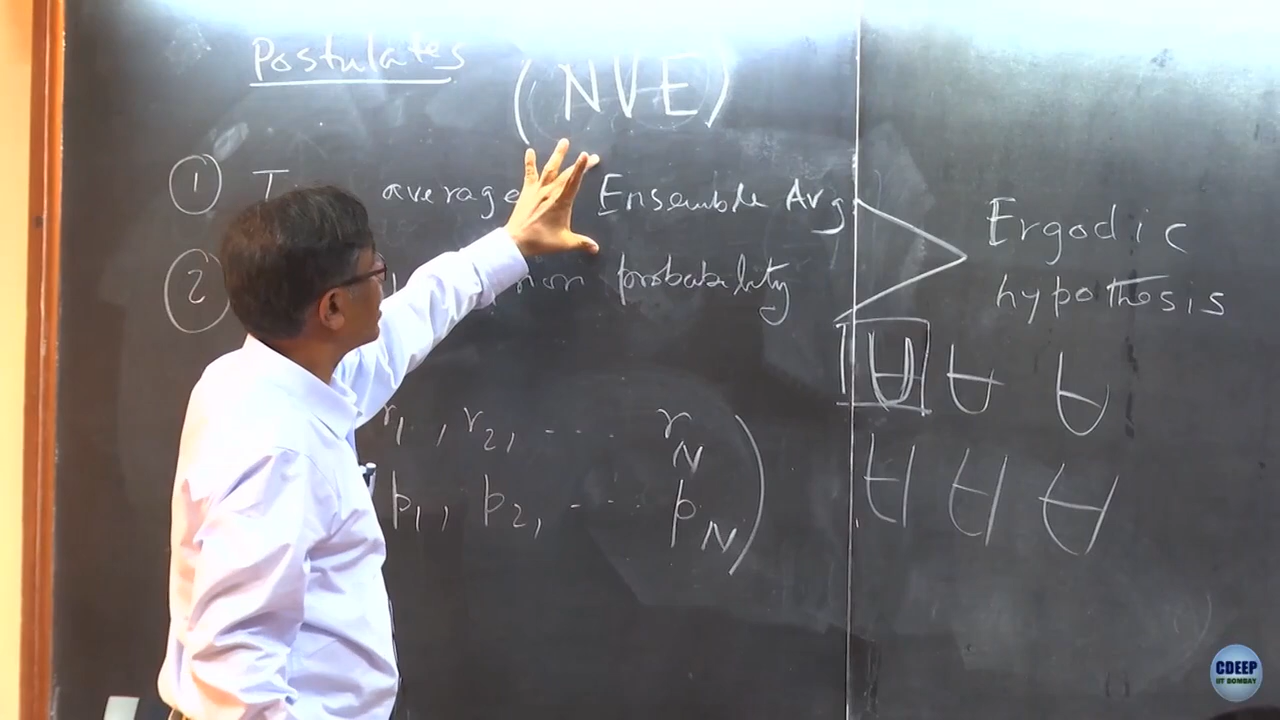 Postulates
(NVE)
1 average Ensemble Avg
2 probability
Ergodic
hypothesis
r1, r2, ... rN
p1, p2, ... pN)
CDEEP
IIT BOMBAY